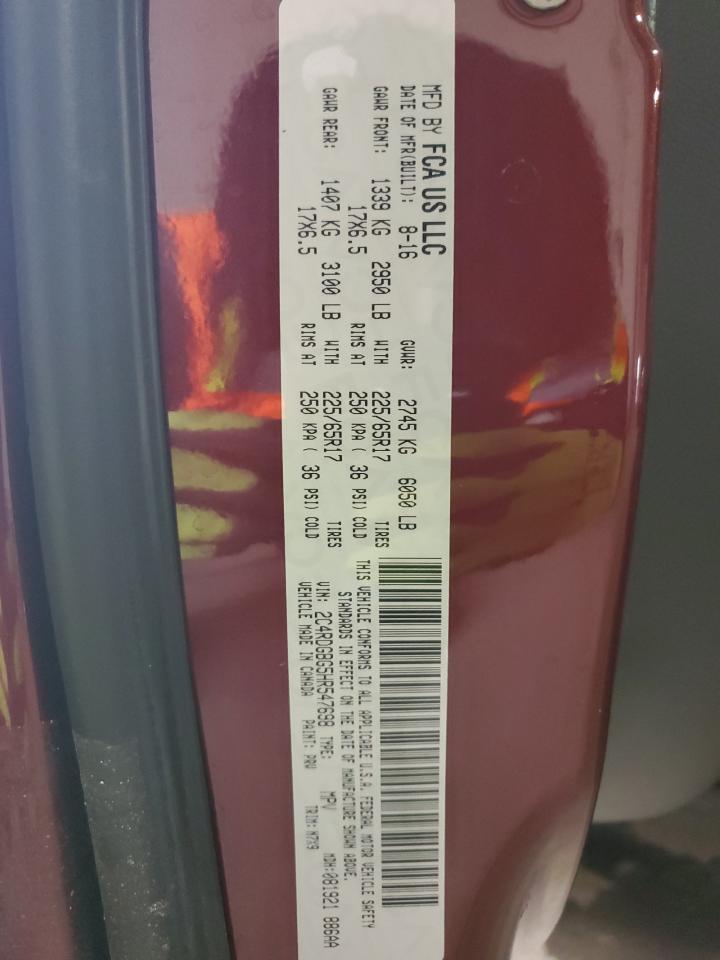 MFD BY FCA US LLC
DATE OF MFR(BUILT): 8-16 GVWR: 2745 KG 6050 LB
GAWR FRONT: 1339 KG 2950 LB WITH 225/65R17 TIRES
17X6.5 RIMS AT 250 KPA ( 36 PSI) COLD
GAWR REAR: 1407 KG 3100 LB WITH 225/65R17 TIRES
17X6.5 RIMS AT 250 KPA ( 36 PSI) COLD
THIS VEHICLE CONFORMS TO ALL APPLICABLE U.S.A. FEDERAL MOTOR VEHICLE SAFETY
STANDARDS IN EFFECT ON THE DATE OF MANUFACTURE SHOWN ABOVE.
VIN: 2C4RDGBG5HR547698 TYPE: MPV MDH:081921 886AA
VEHICLE MADE IN CANADA PAINT: PRV TRIM: